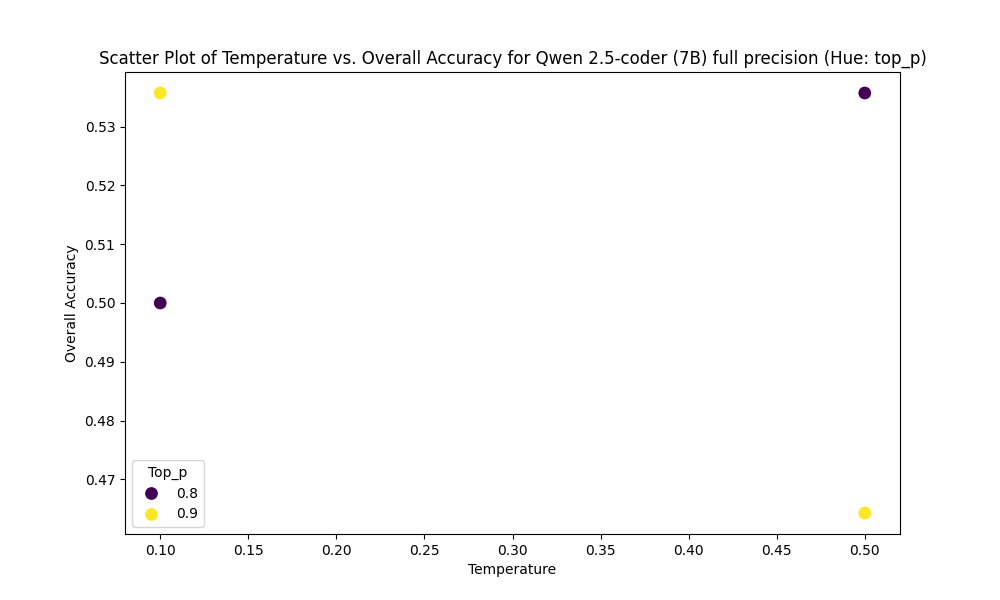 Scatter Plot of Temperature vs. Overall Accuracy for Qwen 2.5-coder (7B) full precision (Hue: top_p)
Overall Accuracy
0.53
0.52
0.51
0.50
0.49
0.48
0.47
Top_p
0.8
0.9
0.10 0.15 0.20 0.25 0.30 0.35 0.40 0.45 0.50
Temperature